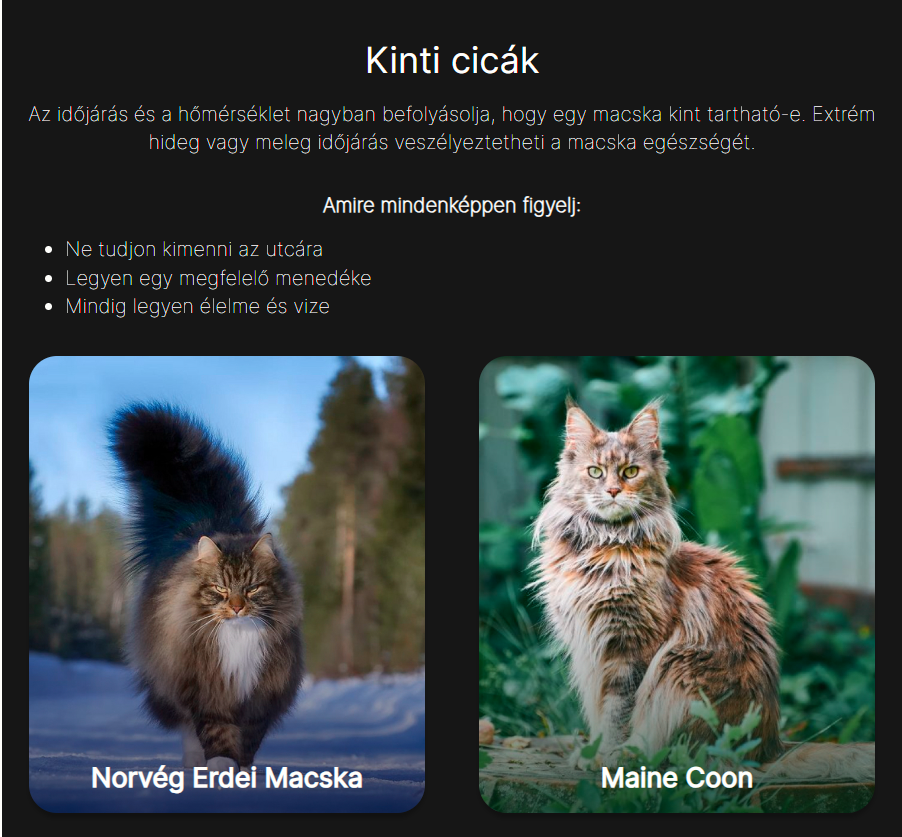 Kinti cicák
Az időjárás és a hőmérséklet nagyban befolyásolja, hogy egy macska kint tartható-e. Extrém
hideg vagy meleg időjárás veszélyeztetheti a macska egészségét.
Amire mindenképpen figyelj:
Ne tudjon kimenni az utcára
Legyen egy megfelelő menedéke
Mindig legyen élelme és vize
Norvég Erdei Macska
Maine Coon